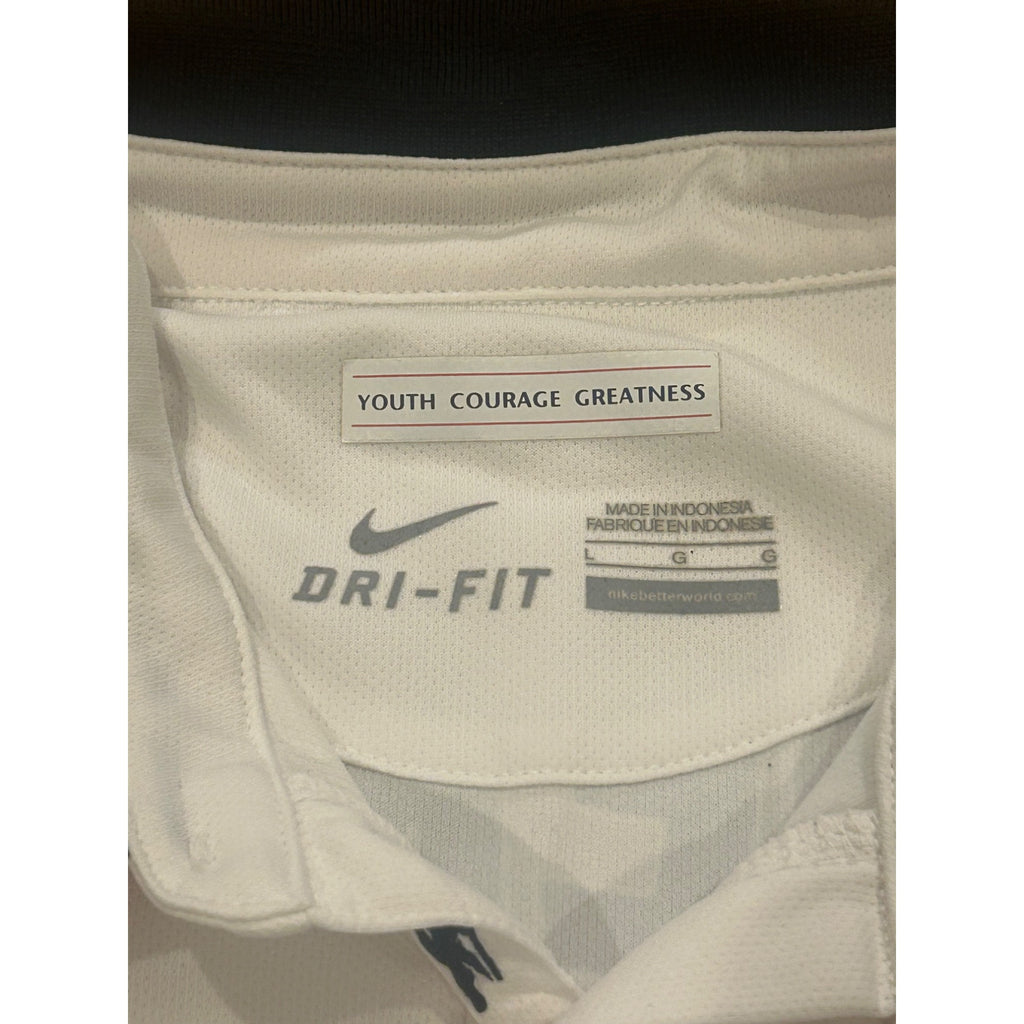 YOUTH COURAGE GREATNESS
DRI-FIT
MADE IN INDONESIA
FABRIQUE EN INDONESIE
L G G
nikebetterworld.com